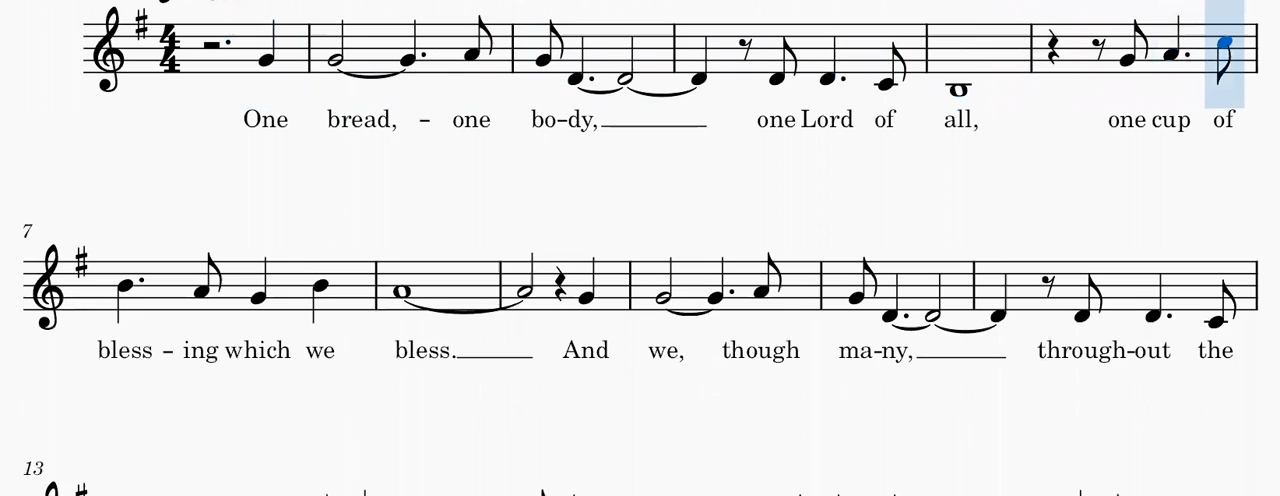 One bread, - one bo-dy, one Lord of all, one cup of
7
bless - ing which we bless. And we, though ma-ny, through-out the
13